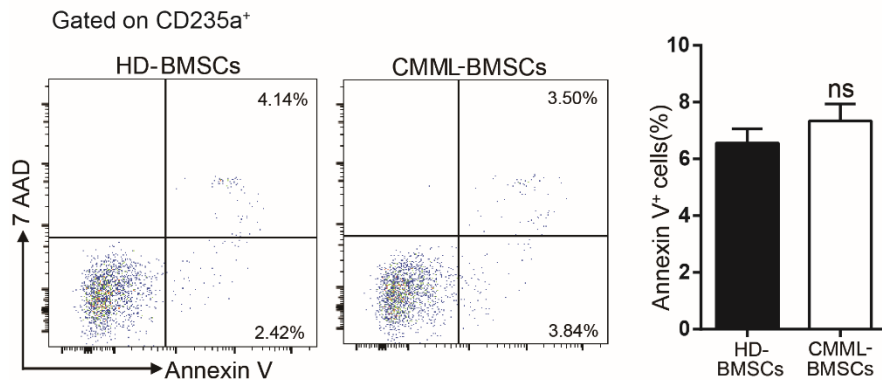 Gated on CD235a⁺
HD-BMSCs
4.14%
2.42%
7 AAD
Annexin V
CMML-BMSCs
3.50%
3.84%
Annexin V⁺ cells(%)
10
8
6
4
2
0
ns
HD-
BMSCs
CMML-
BMSCs